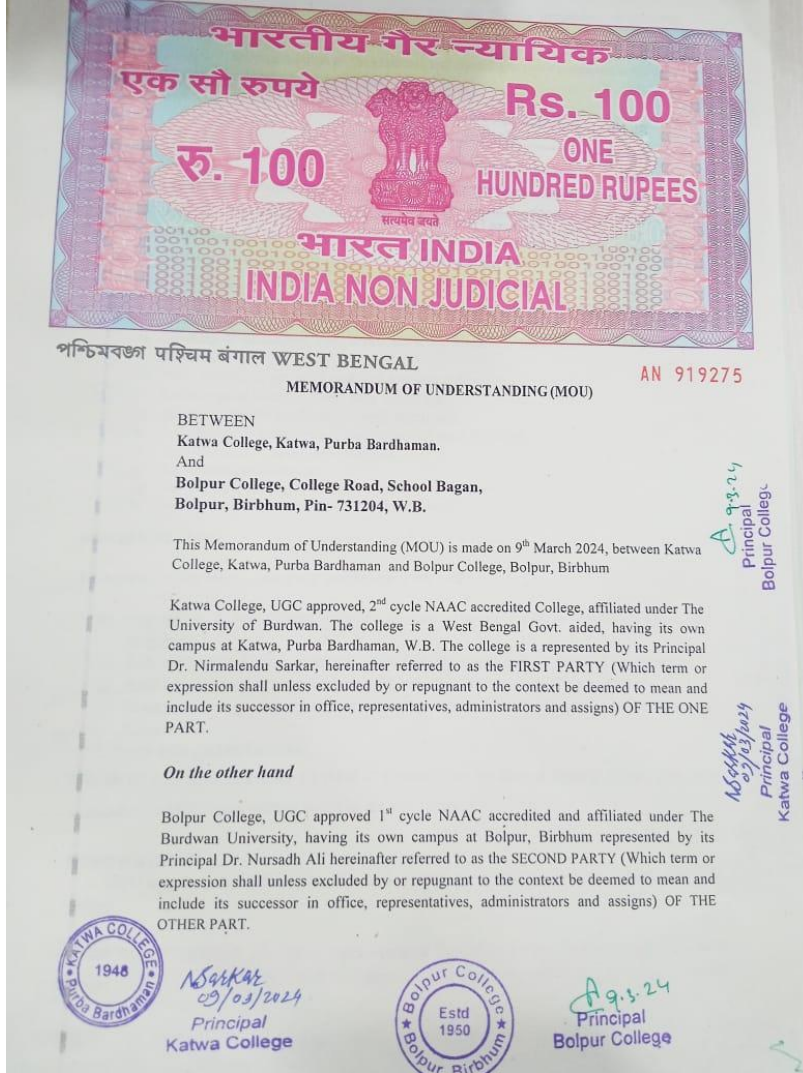 भारतीय गैर न्यायिक
एक सौ रुपये
Rs. 100
रु. 100
ONE
HUNDRED RUPEES
सत्यमेव जयते
भारत INDIA
INDIA NON JUDICIAL
পশ্চিমবঙ্গ पश्चिम बंगाल WEST BENGAL
AN 919275
MEMORANDUM OF UNDERSTANDING (MOU)
BETWEEN
Katwa College, Katwa, Purba Bardhaman.
And
Bolpur College, College Road, School Bagan,
Bolpur, Birbhum, Pin- 731204, W.B.
This Memorandum of Understanding (MOU) is made on 9th March 2024, between Katwa
College, Katwa, Purba Bardhaman and Bolpur College, Bolpur, Birbhum
Katwa College, UGC approved, 2nd cycle NAAC accredited College, affiliated under The
University of Burdwan. The college is a West Bengal Govt. aided, having its own
campus at Katwa, Purba Bardhaman, W.B. The college is a represented by its Principal
Dr. Nirmalendu Sarkar, hereinafter referred to as the FIRST PARTY (Which term or
expression shall unless excluded by or repugnant to the context be deemed to mean and
include its successor in office, representatives, administrators and assigns) OF THE ONE
PART.
On the other hand
Bolpur College, UGC approved 1st cycle NAAC accredited and affiliated under The
Burdwan University, having its own campus at Bolpur, Birbhum represented by its
Principal Dr. Nursadh Ali hereinafter referred to as the SECOND PARTY (Which term or
expression shall unless excluded by or repugnant to the context be deemed to mean and
include its successor in office, representatives, administrators and assigns) OF THE
OTHER PART.
9.3.24
Principal
Bolpur College
NSarkar
09/03/2024
Principal
Katwa College
KATWA COLLEGE
1948
Purba Bardhaman
NSarkar
09/03/2024
Principal
Katwa College
Bolpur College
Estd
1950
Bolpur, Birbhum
9.3.24
Principal
Bolpur College